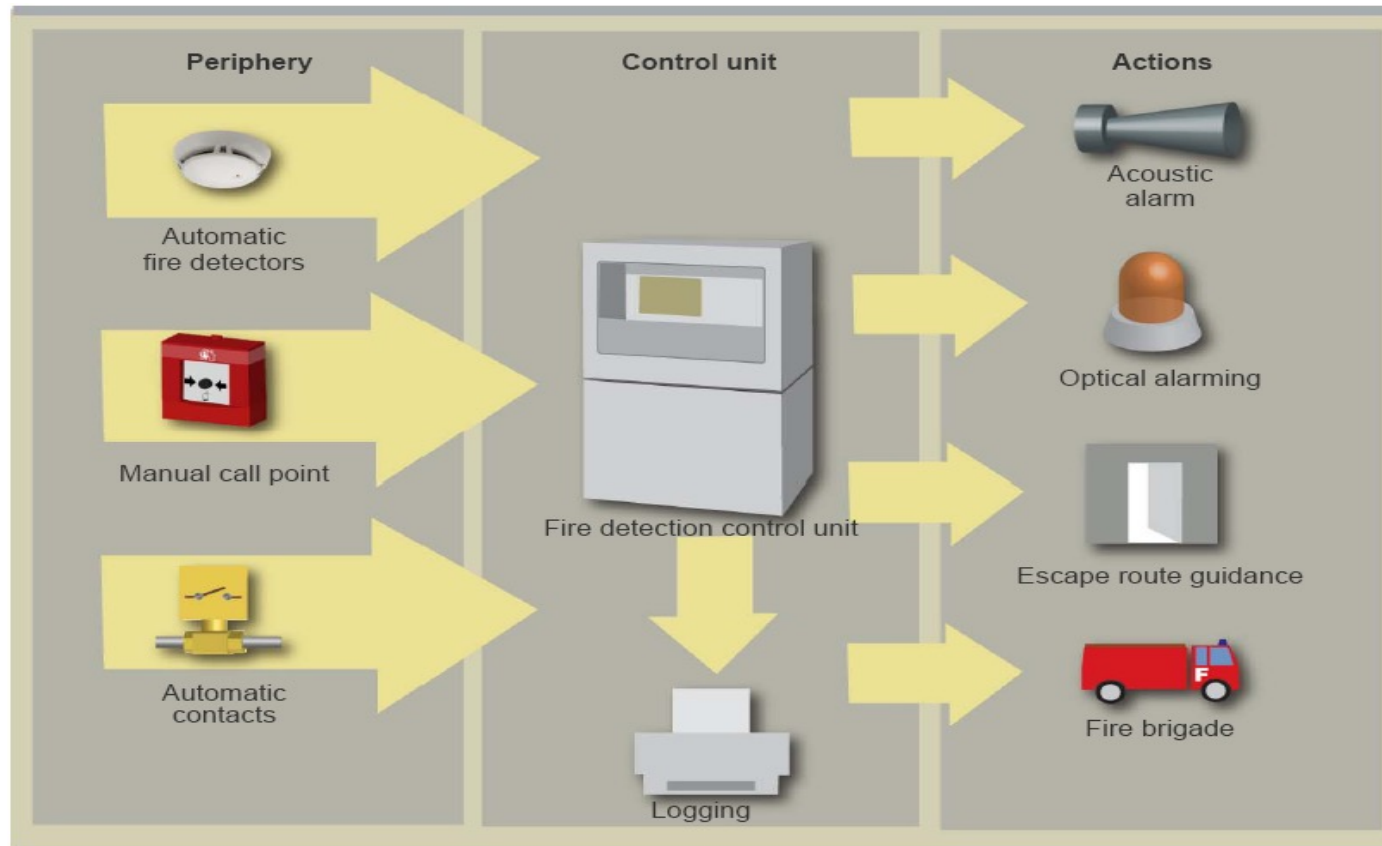 Periphery
Control unit
Actions
Automatic
fire detectors
Manual call point
Automatic
contacts
Fire detection control unit
Logging
Acoustic
alarm
Optical alarming
Escape route guidance
F
Fire brigade